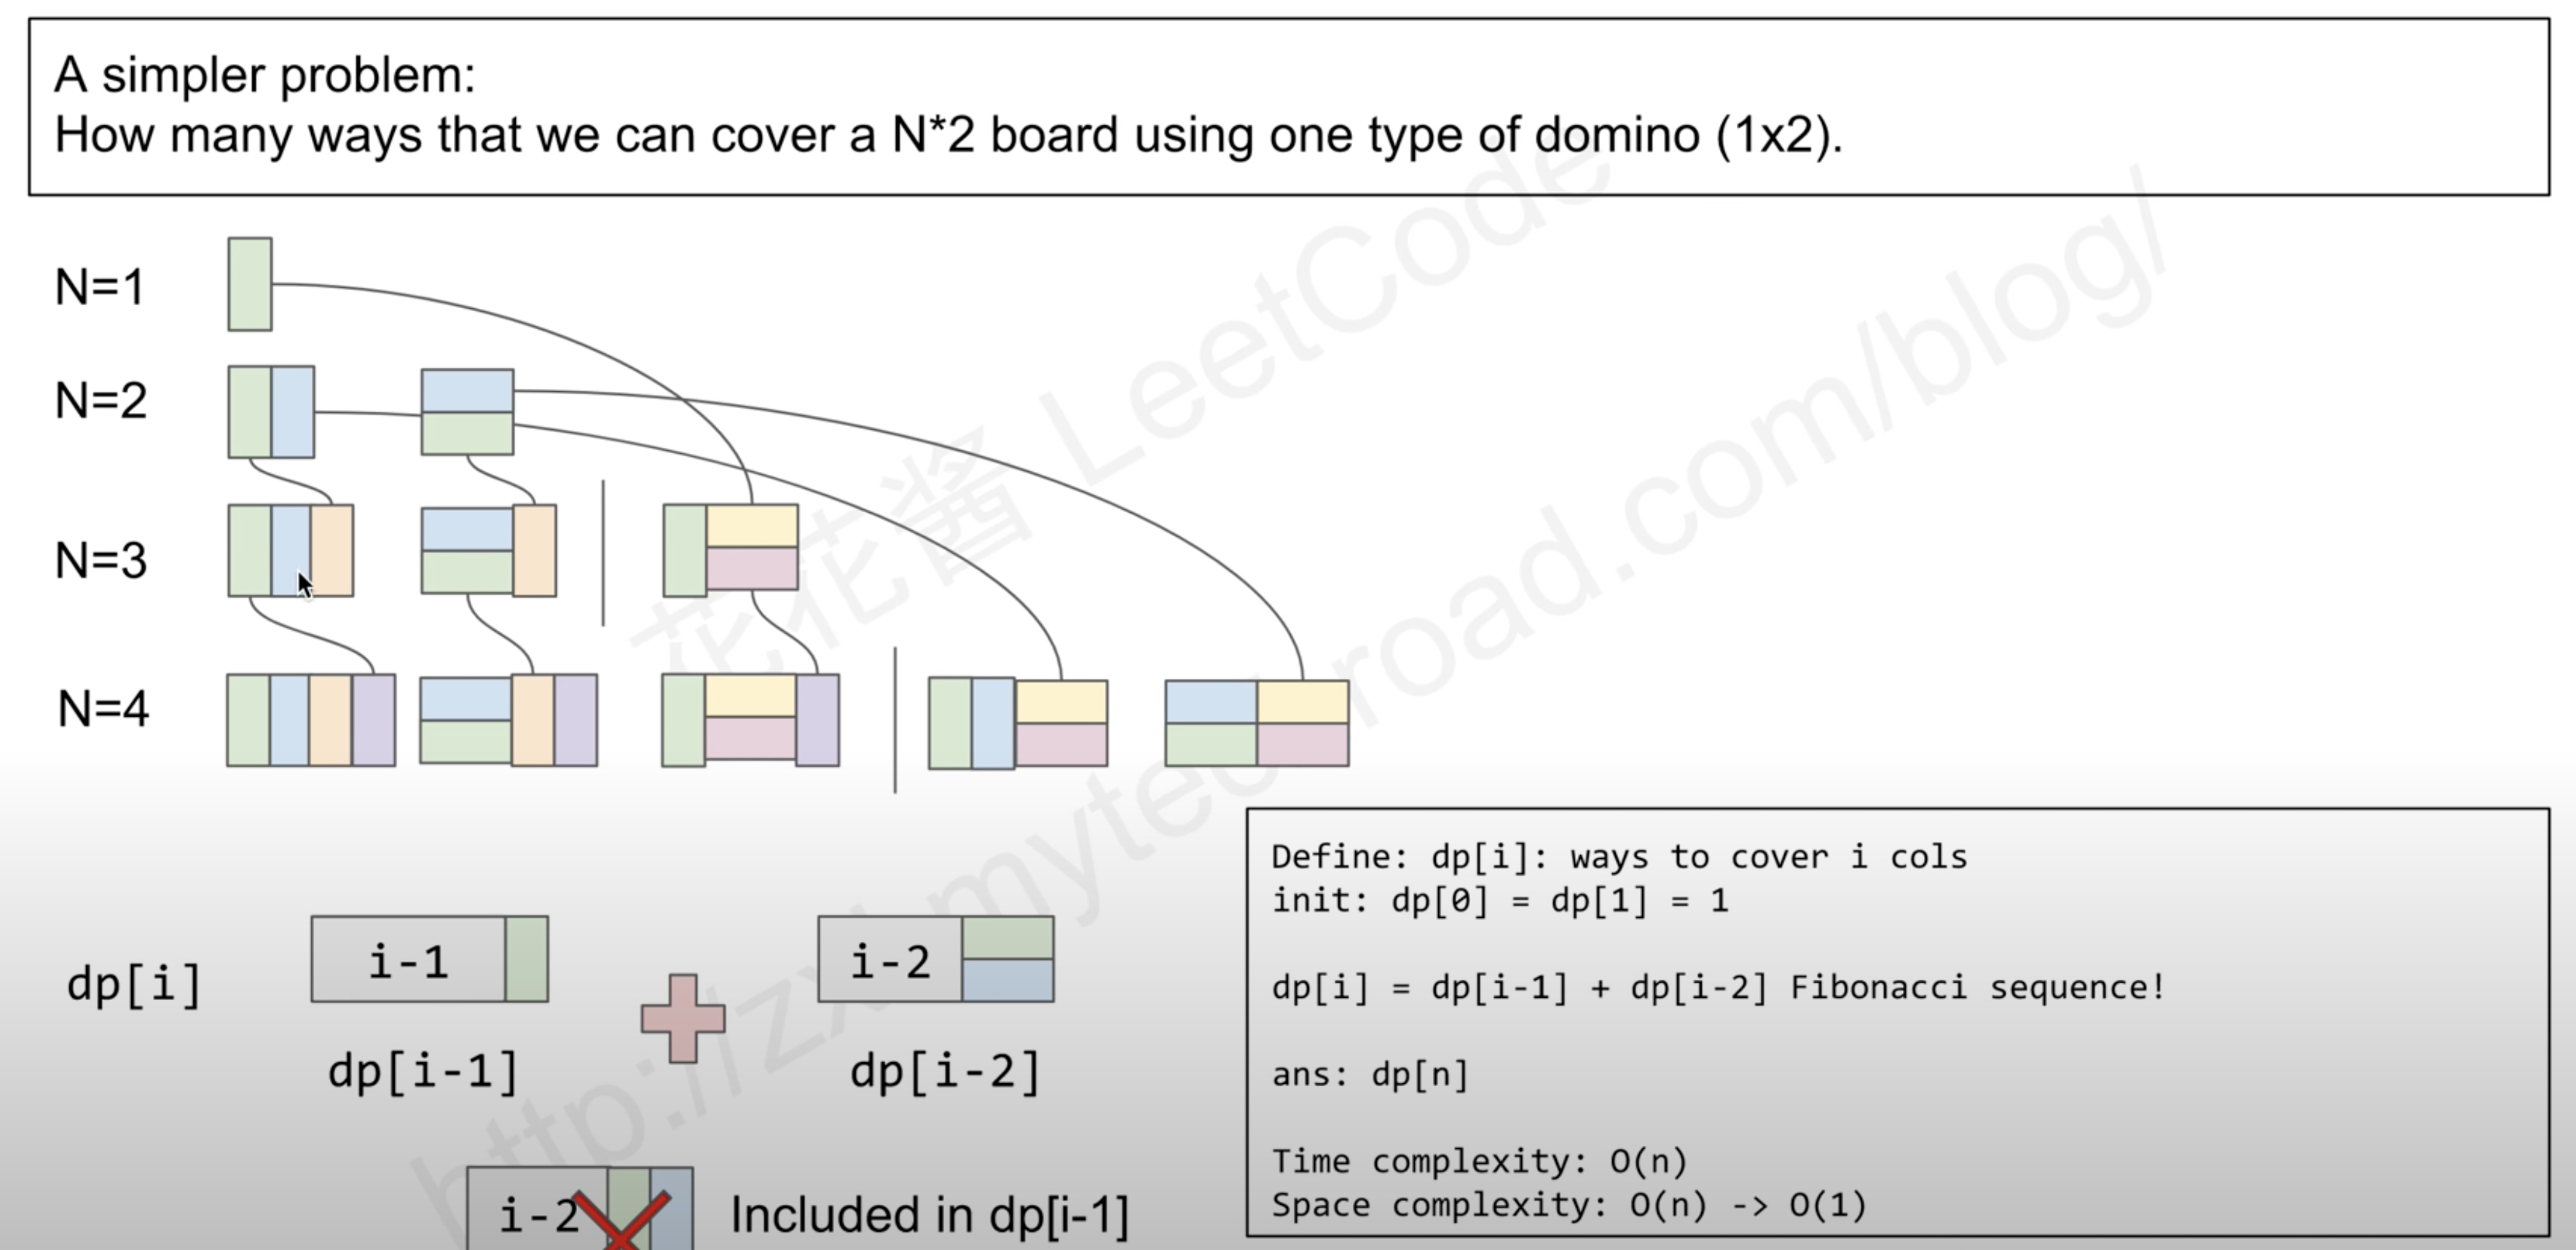 A simpler problem:
How many ways that we can cover a N*2 board using one type of domino (1x2).
N=1
N=2
N=3
N=4
花花酱 LeetCode
http://zxi.mytechroad.com/blog/
dp[i]
i-1
dp[i-1]
i-2
dp[i-2]
i-2
Included in dp[i-1]
Define: dp[i]: ways to cover i cols
init: dp[0] = dp[1] = 1
dp[i] = dp[i-1] + dp[i-2] Fibonacci sequence!
ans: dp[n]
Time complexity: O(n)
Space complexity: O(n) -> O(1)